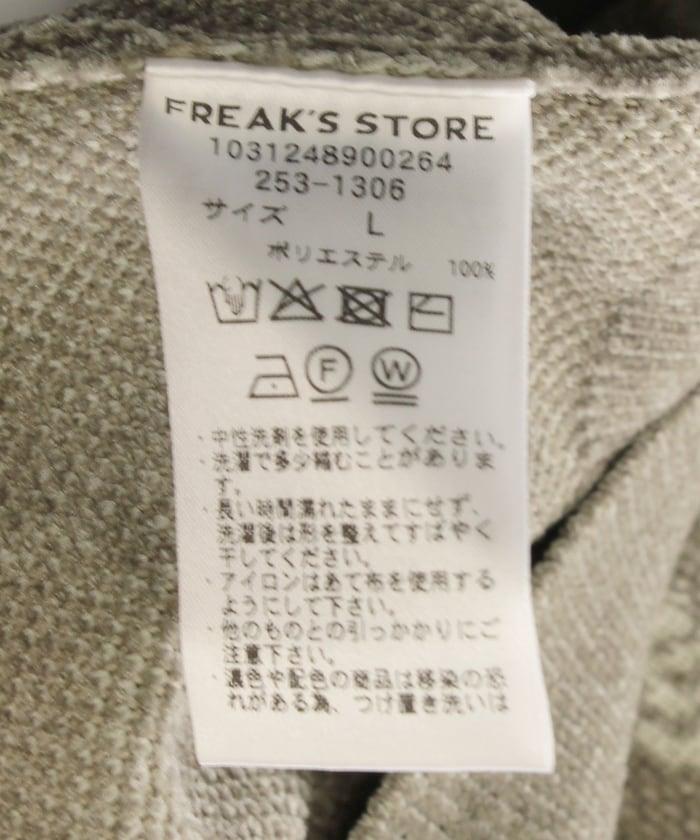 FREAK'S STORE
1031248900264
253-1306
サイズ L
ポリエステル 100%
F W
・中性洗剤を使用してください。
・洗濯で多少縮むことがありま
す。
・長い時間濡れたままにせず、
洗濯後は形を整えてすばやく
干してください。
・アイロンはあて布を使用する
ようにして下さい。
・他のものとの引っかかりにご
注意下さい。
・濃色や配色の商品は移染の恐
れがある為、つけ置き洗いは